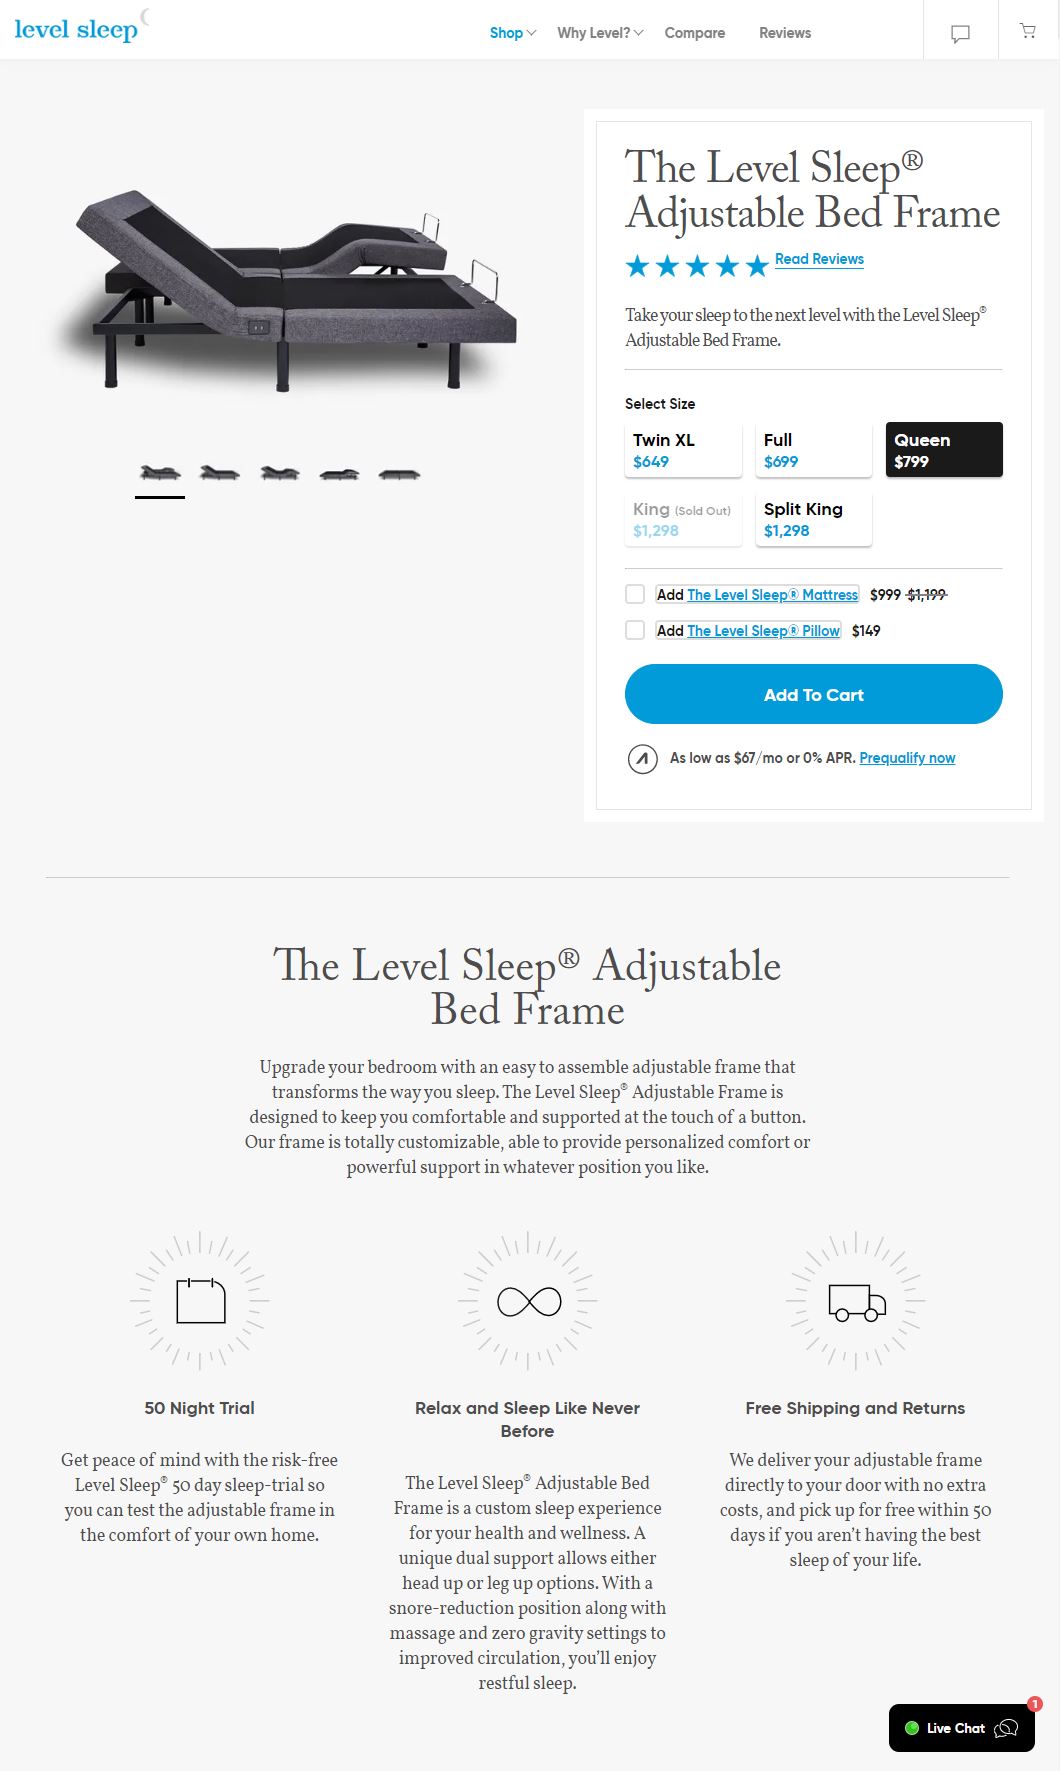 level sleep
Shop
Why Level?
Compare
Reviews
The Level Sleep®
Adjustable Bed Frame
Read Reviews
Take your sleep to the next level with the Level Sleep®
Adjustable Bed Frame.
Select Size
Twin XL
$649
Full
$699
Queen
$799
King (Sold Out)
$1,298
Split King
$1,298
Add The Level Sleep® Mattress $999 $1,199
Add The Level Sleep® Pillow $149
Add To Cart
As low as $67/mo or 0% APR. Prequalify now
The Level Sleep® Adjustable
Bed Frame
Upgrade your bedroom with an easy to assemble adjustable frame that
transforms the way you sleep. The Level Sleep® Adjustable Frame is
designed to keep you comfortable and supported at the touch of a button.
Our frame is totally customizable, able to provide personalized comfort or
powerful support in whatever position you like.
50 Night Trial
Get peace of mind with the risk-free
Level Sleep® 50 day sleep-trial so
you can test the adjustable frame in
the comfort of your own home.
Relax and Sleep Like Never
Before
The Level Sleep® Adjustable Bed
Frame is a custom sleep experience
for your health and wellness. A
unique dual support allows either
head up or leg up options. With a
snore-reduction position along with
massage and zero gravity settings to
improved circulation, you'll enjoy
restful sleep.
Free Shipping and Returns
We deliver your adjustable frame
directly to your door with no extra
costs, and pick up for free within 50
days if you aren't having the best
sleep of your life.
1
Live Chat